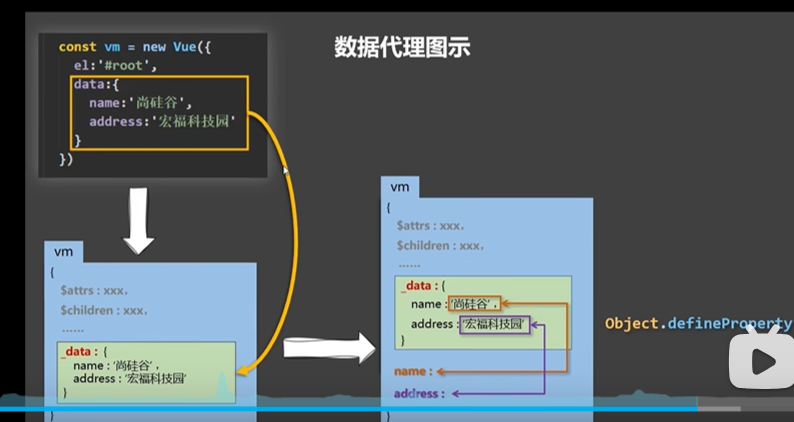 数据代理图示
const vm = new Vue({
el:'#root',
data:{
name:'尚硅谷',
address:'宏福科技园'
}
})
vm
{
$attrs : xxx,
$children : xxx,
......
_data : {
name : '尚硅谷',
address : '宏福科技园'
}
}
vm
{
$attrs : xxx,
$children : xxx,
......
_data : {
name : '尚硅谷',
address : '宏福科技园'
}
name :
address :
}
Object.defineProperty